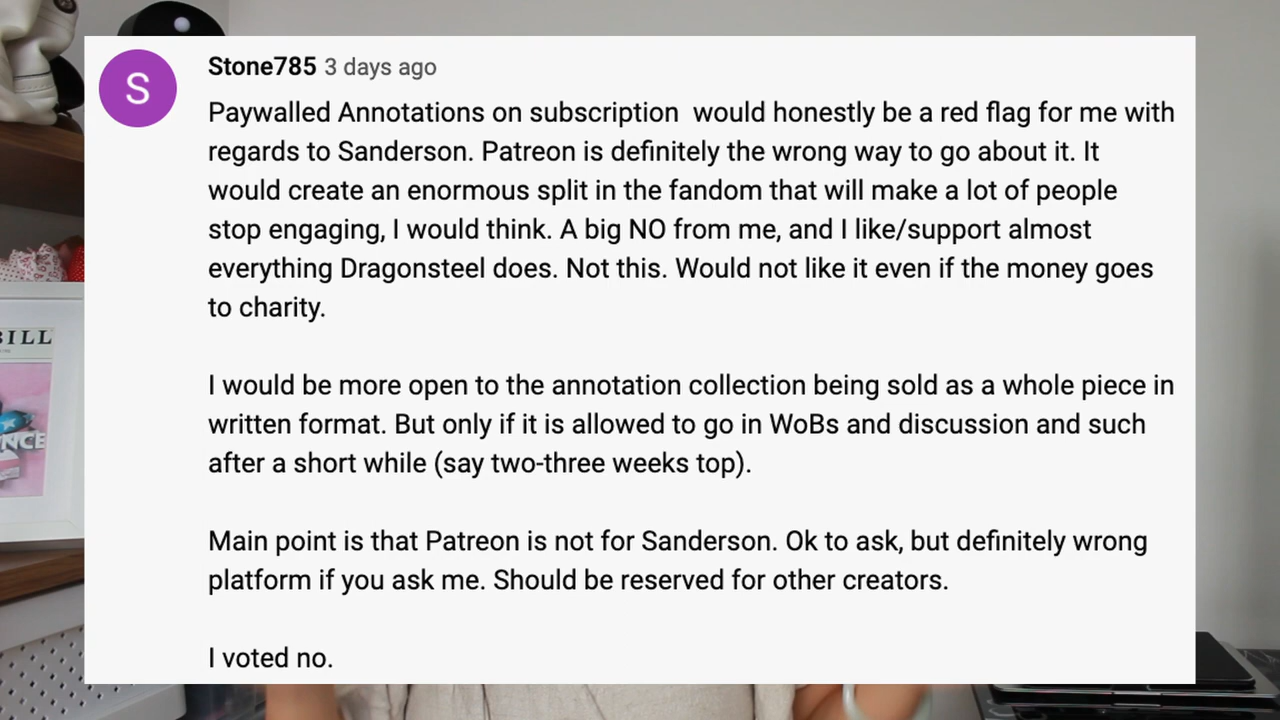 S
Stone785 3 days ago
Paywalled Annotations on subscription  would honestly be a red flag for me with
regards to Sanderson. Patreon is definitely the wrong way to go about it. It
would create an enormous split in the fandom that will make a lot of people
stop engaging, I would think. A big NO from me, and I like/support almost
everything Dragonsteel does. Not this. Would not like it even if the money goes
to charity.
I would be more open to the annotation collection being sold as a whole piece in
written format. But only if it is allowed to go in WoBs and discussion and such
after a short while (say two-three weeks top).
Main point is that Patreon is not for Sanderson. Ok to ask, but definitely wrong
platform if you ask me. Should be reserved for other creators.
I voted no.
BILL
NCE